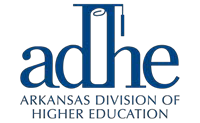 adhe
ARKANSAS DIVISION OF
HIGHER EDUCATION